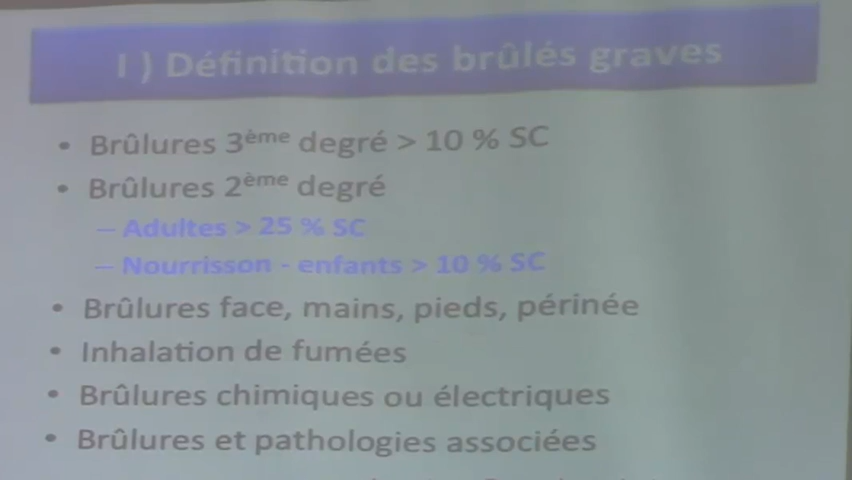 I ) Définition des brûlés graves
• Brûlures 3ème degré > 10 % SC
• Brûlures 2ème degré
– Adultes > 25 % SC
– Nourrisson - enfants > 10 % SC
• Brûlures face, mains, pieds, périnée
• Inhalation de fumées
• Brûlures chimiques ou électriques
• Brûlures et pathologies associées